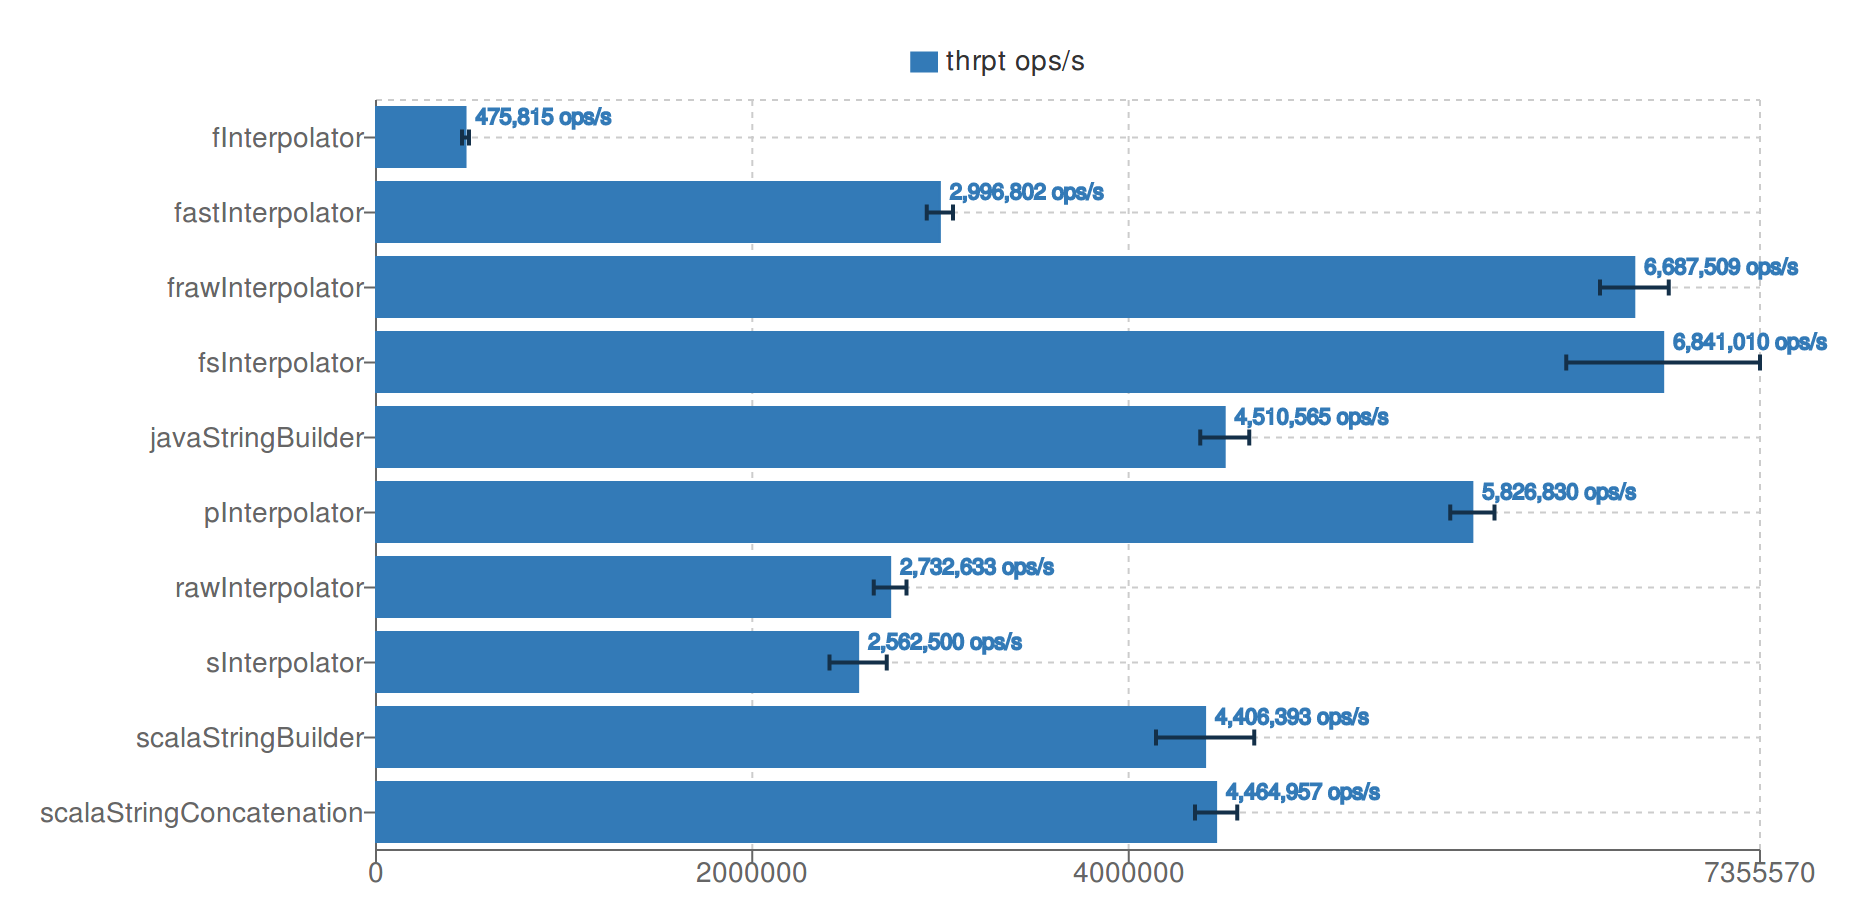 thrpt ops/s
fInterpolator 475,815 ops/s
fastInterpolator 2,996,802 ops/s
frawInterpolator 6,687,509 ops/s
fsInterpolator 6,841,010 ops/s
javaStringBuilder 4,510,565 ops/s
pInterpolator 5,826,830 ops/s
rawInterpolator 2,732,633 ops/s
sInterpolator 2,562,500 ops/s
scalaStringBuilder 4,406,393 ops/s
scalaStringConcatenation 4,464,957 ops/s
0 2000000 4000000 7355570